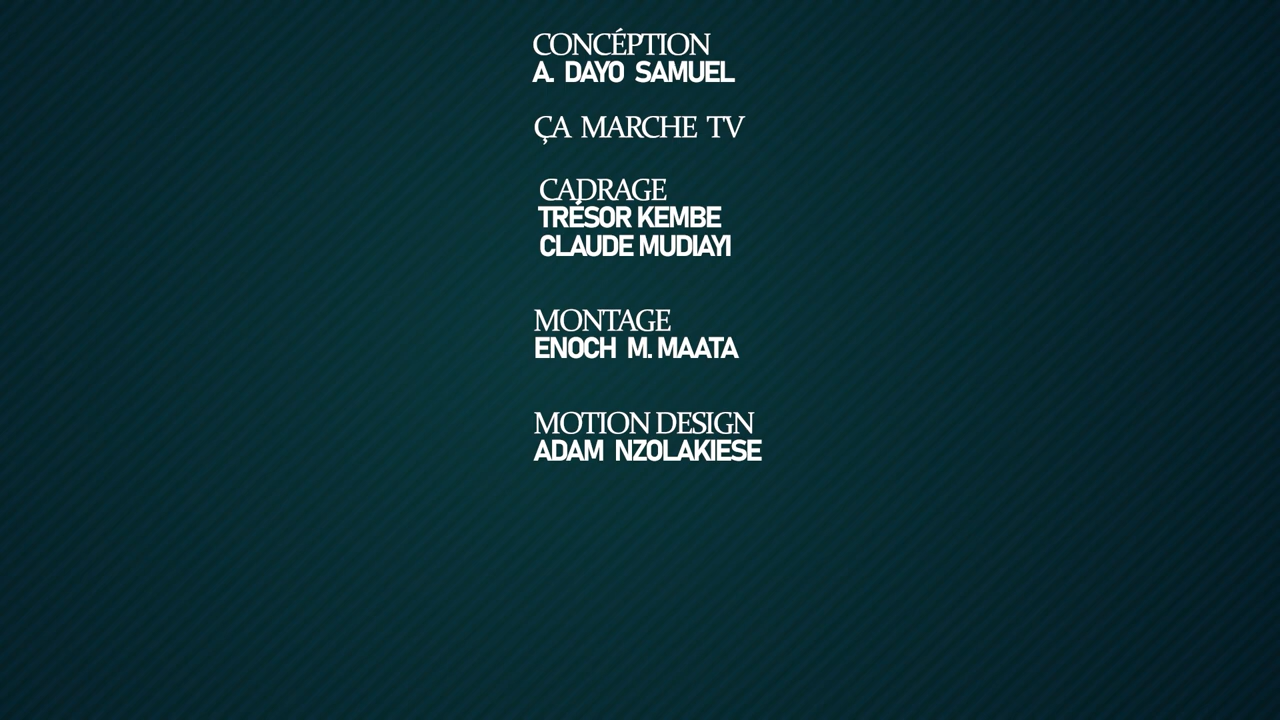 CONCÉPTION
A. DAYO SAMUEL
ÇA MARCHE TV
CADRAGE
TRÉSOR KEMBE
CLAUDE MUDIAYI
MONTAGE
ENOCH M. MAATA
MOTION DESIGN
ADAM NZOLAKIESE